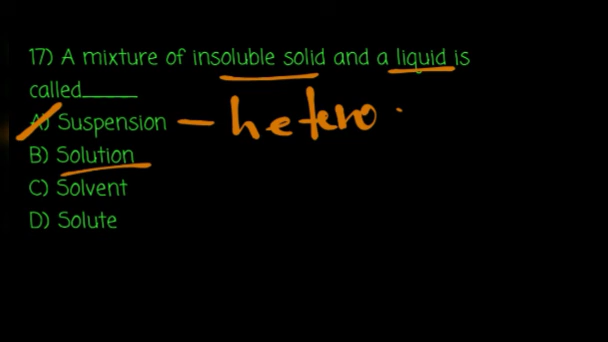 17) A mixture of insoluble solid and a liquid is
called_____
A) Suspension – hetero.
B) Solution
C) Solvent
D) Solute